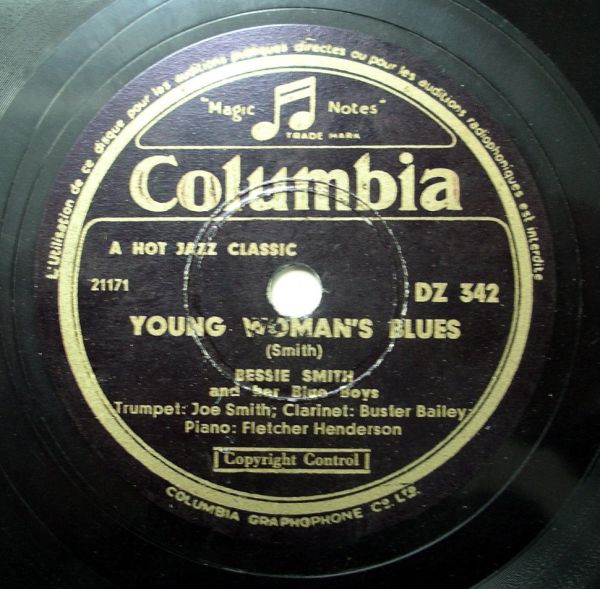 L'Utilisation de ce disque pour les auditions publiques directes ou pour les auditions radiophoniques est interdite
"Magic Notes"
TRADE MARK
Columbia
A HOT JAZZ CLASSIC
21171
DZ 342
YOUNG WOMAN'S BLUES
(Smith)
BESSIE SMITH
and her Blue Boys
Trumpet: Joe Smith; Clarinet: Buster Bailey;
Piano: Fletcher Henderson
Copyright Control
COLUMBIA GRAPHOPHONE CO. LTD.